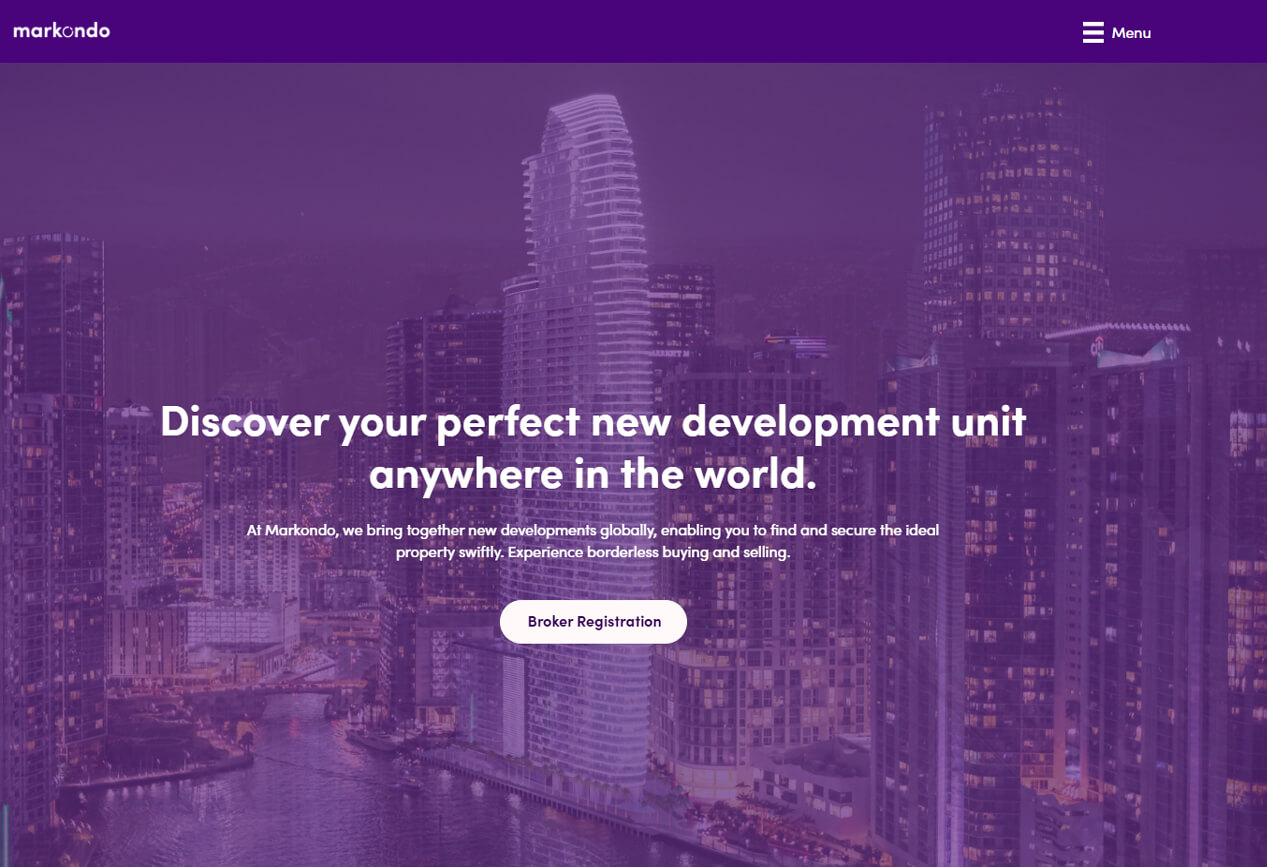 markondo
Menu
Discover your perfect new development unit
anywhere in the world.
At Markondo, we bring together new developments globally, enabling you to find and secure the ideal
property swiftly. Experience borderless buying and selling.
Broker Registration
citi